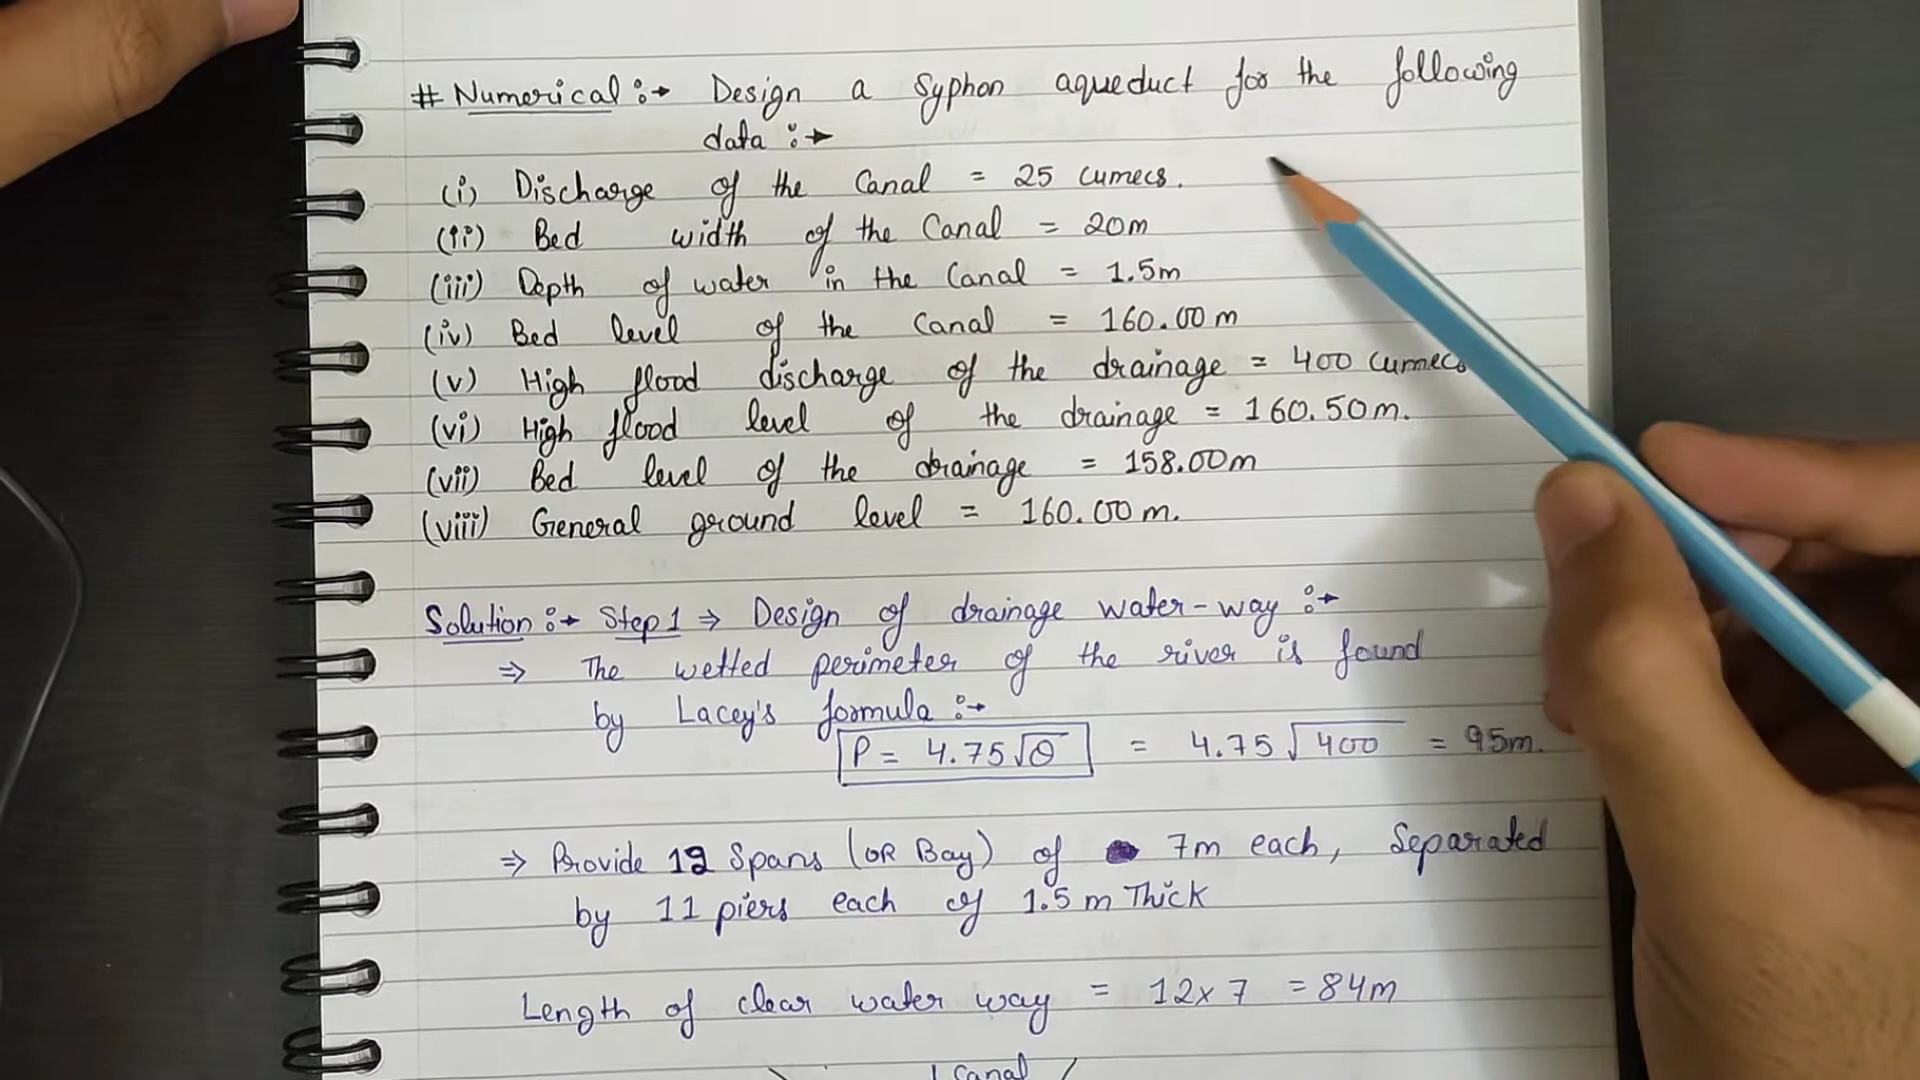 # Numerical :→ Design a Syphon aqueduct for the following
data :→
(i) Discharge of the Canal = 25 cumecs.
(ii) Bed width of the Canal = 20m
(iii) Depth of water in the Canal = 1.5m
(iv) Bed level of the Canal = 160.00 m
(v) High flood discharge of the drainage = 400 cumecs
(vi) High flood level of the drainage = 160.50m.
(vii) Bed level of the drainage = 158.00m
(viii) General ground level = 160.00 m.
Solution :→ Step 1 ⇒ Design of drainage water-way :→
⇒ The wetted perimeter of the river is found
by Lacey's formula :→
P = 4.75√Q = 4.75√400 = 95m.
⇒ Provide 12 Spans (OR Bay) of 7m each, Separated
by 11 piers each of 1.5 m Thick
Length of clear water way = 12x7 = 84m
Canal